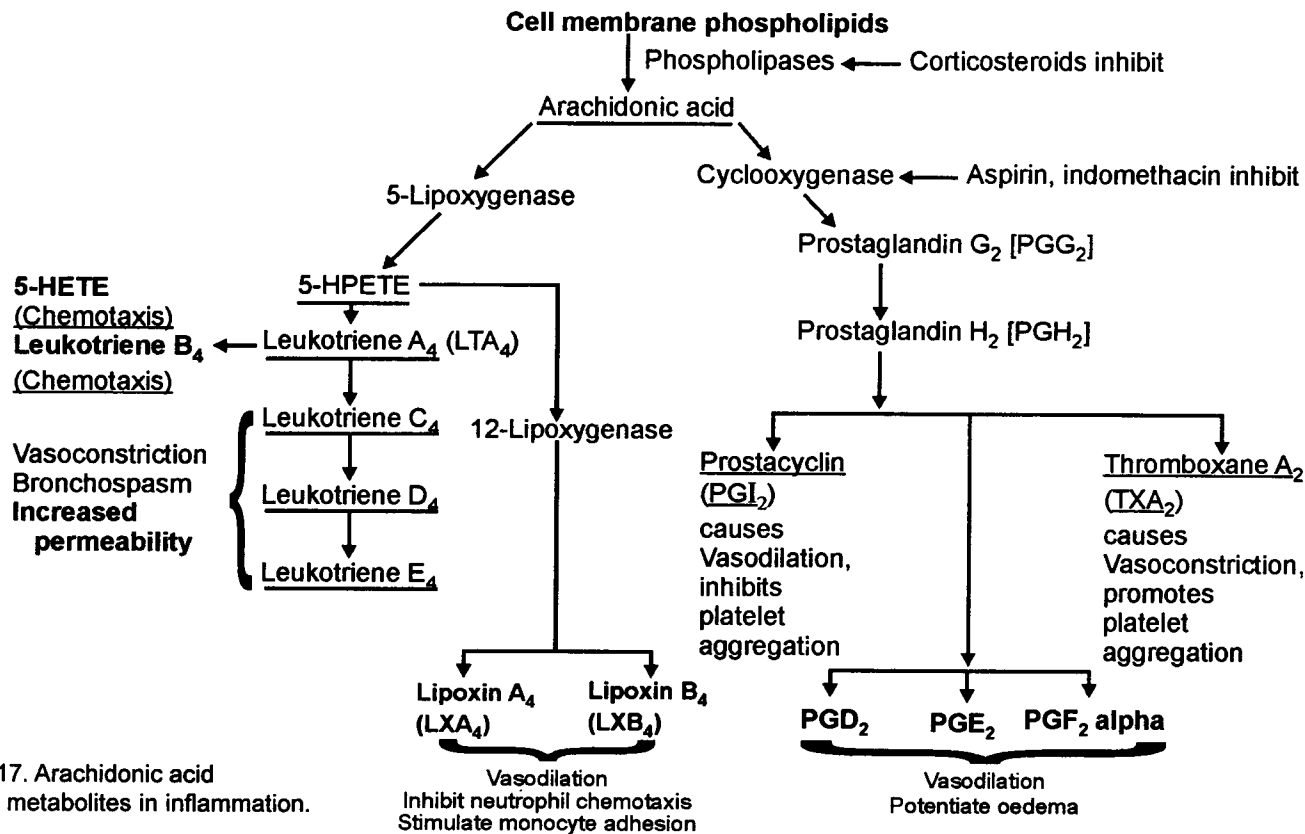 Cell membrane phospholipids
Phospholipases Corticosteroids inhibit
Arachidonic acid
5-Lipoxygenase
Cyclooxygenase Aspirin, indomethacin inhibit
Prostaglandin G2 [PGG2]
Prostaglandin H2 [PGH2]
5-HETE
(Chemotaxis)
Leukotriene B4
(Chemotaxis)
5-HPETE
Leukotriene A4 (LTA4)
Leukotriene C4
Leukotriene D4
Leukotriene E4
Vasoconstriction
Bronchospasm
Increased
permeability
12-Lipoxygenase
Lipoxin A4
(LXA4)
Lipoxin B4
(LXB4)
Vasodilation
Inhibit neutrophil chemotaxis
Stimulate monocyte adhesion
Prostacyclin
(PGI2)
causes
Vasodilation,
inhibits
platelet
aggregation
Thromboxane A2
(TXA2)
causes
Vasoconstriction,
promotes
platelet
aggregation
PGD2 PGE2 PGF2 alpha
Vasodilation
Potentiate oedema
17. Arachidonic acid
metabolites in inflammation.